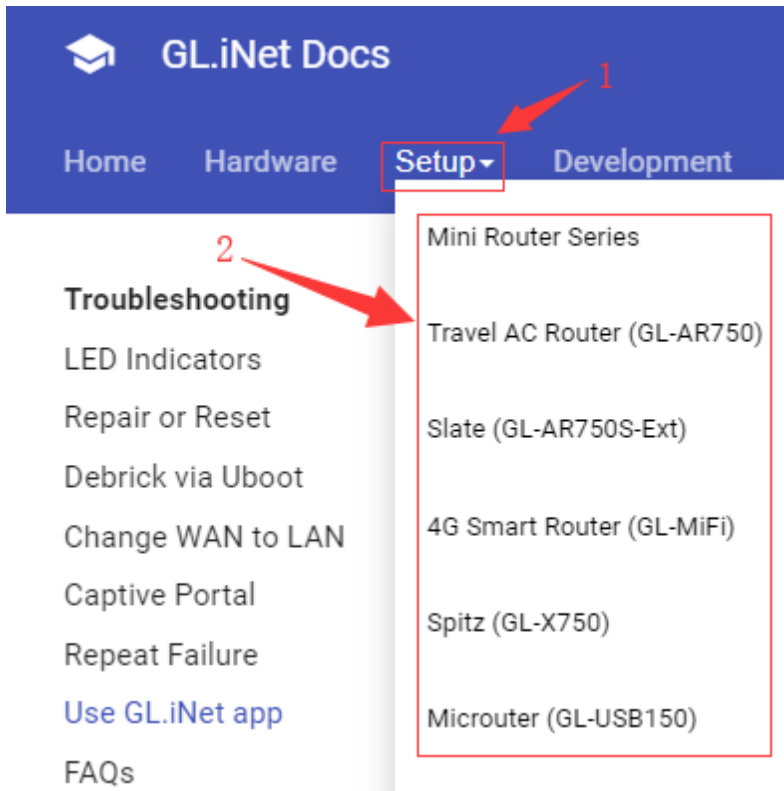 GL.iNet Docs
1
Home Hardware Setup Development
2
Mini Router Series
Travel AC Router (GL-AR750)
Slate (GL-AR750S-Ext)
4G Smart Router (GL-MiFi)
Spitz (GL-X750)
Microuter (GL-USB150)
Troubleshooting
LED Indicators
Repair or Reset
Debrick via Uboot
Change WAN to LAN
Captive Portal
Repeat Failure
Use GL.iNet app
FAQs